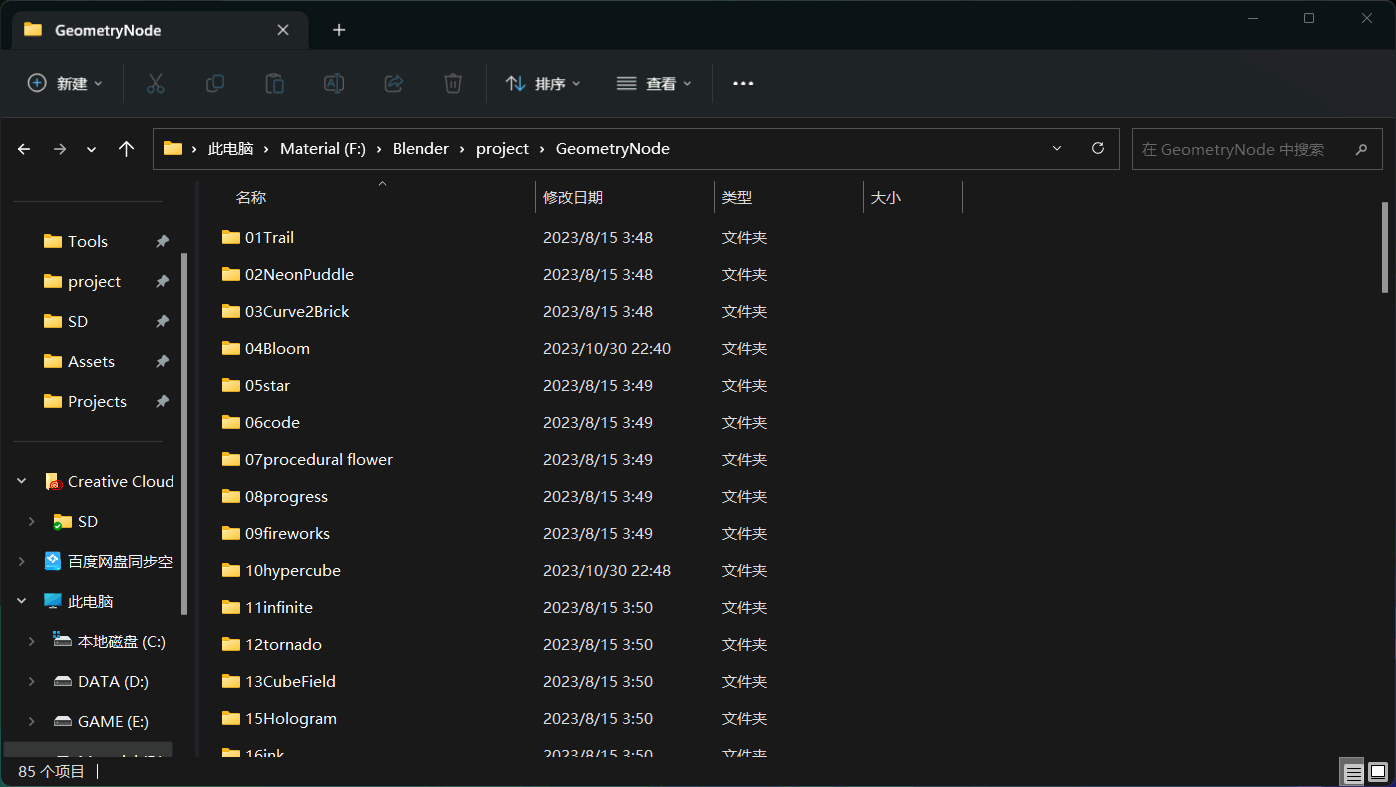 GeometryNode
新建
排序
查看
此电脑 › Material (F:) › Blender › project › GeometryNode
在 GeometryNode 中搜索
名称 修改日期 类型 大小
Tools
project
SD
Assets
Projects
Creative Cloud
SD
百度网盘同步空
此电脑
本地磁盘 (C:)
DATA (D:)
GAME (E:)
01Trail 2023/8/15 3:48 文件夹
02NeonPuddle 2023/8/15 3:48 文件夹
03Curve2Brick 2023/8/15 3:48 文件夹
04Bloom 2023/10/30 22:40 文件夹
05star 2023/8/15 3:49 文件夹
06code 2023/8/15 3:49 文件夹
07procedural flower 2023/8/15 3:49 文件夹
08progress 2023/8/15 3:49 文件夹
09fireworks 2023/8/15 3:49 文件夹
10hypercube 2023/10/30 22:48 文件夹
11infinite 2023/8/15 3:50 文件夹
12tornado 2023/8/15 3:50 文件夹
13CubeField 2023/8/15 3:50 文件夹
15Hologram 2023/8/15 3:50 文件夹
16ink 2023/8/15 3:50 文件夹
85 个项目